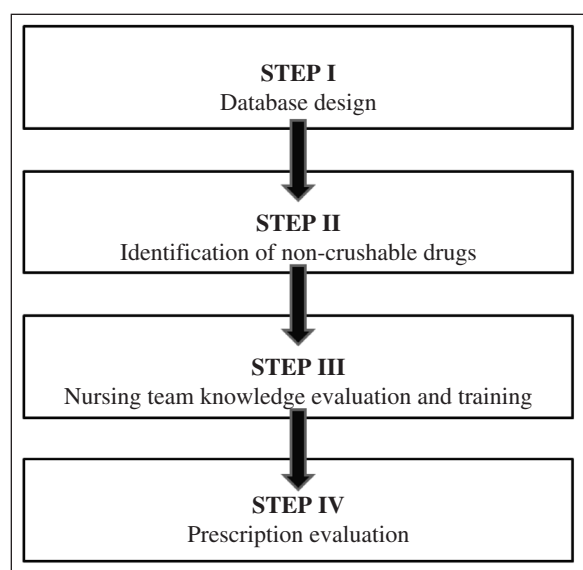 STEP I
Database design
STEP II
Identification of non-crushable drugs
STEP III
Nursing team knowledge evaluation and training
STEP IV
Prescription evaluation